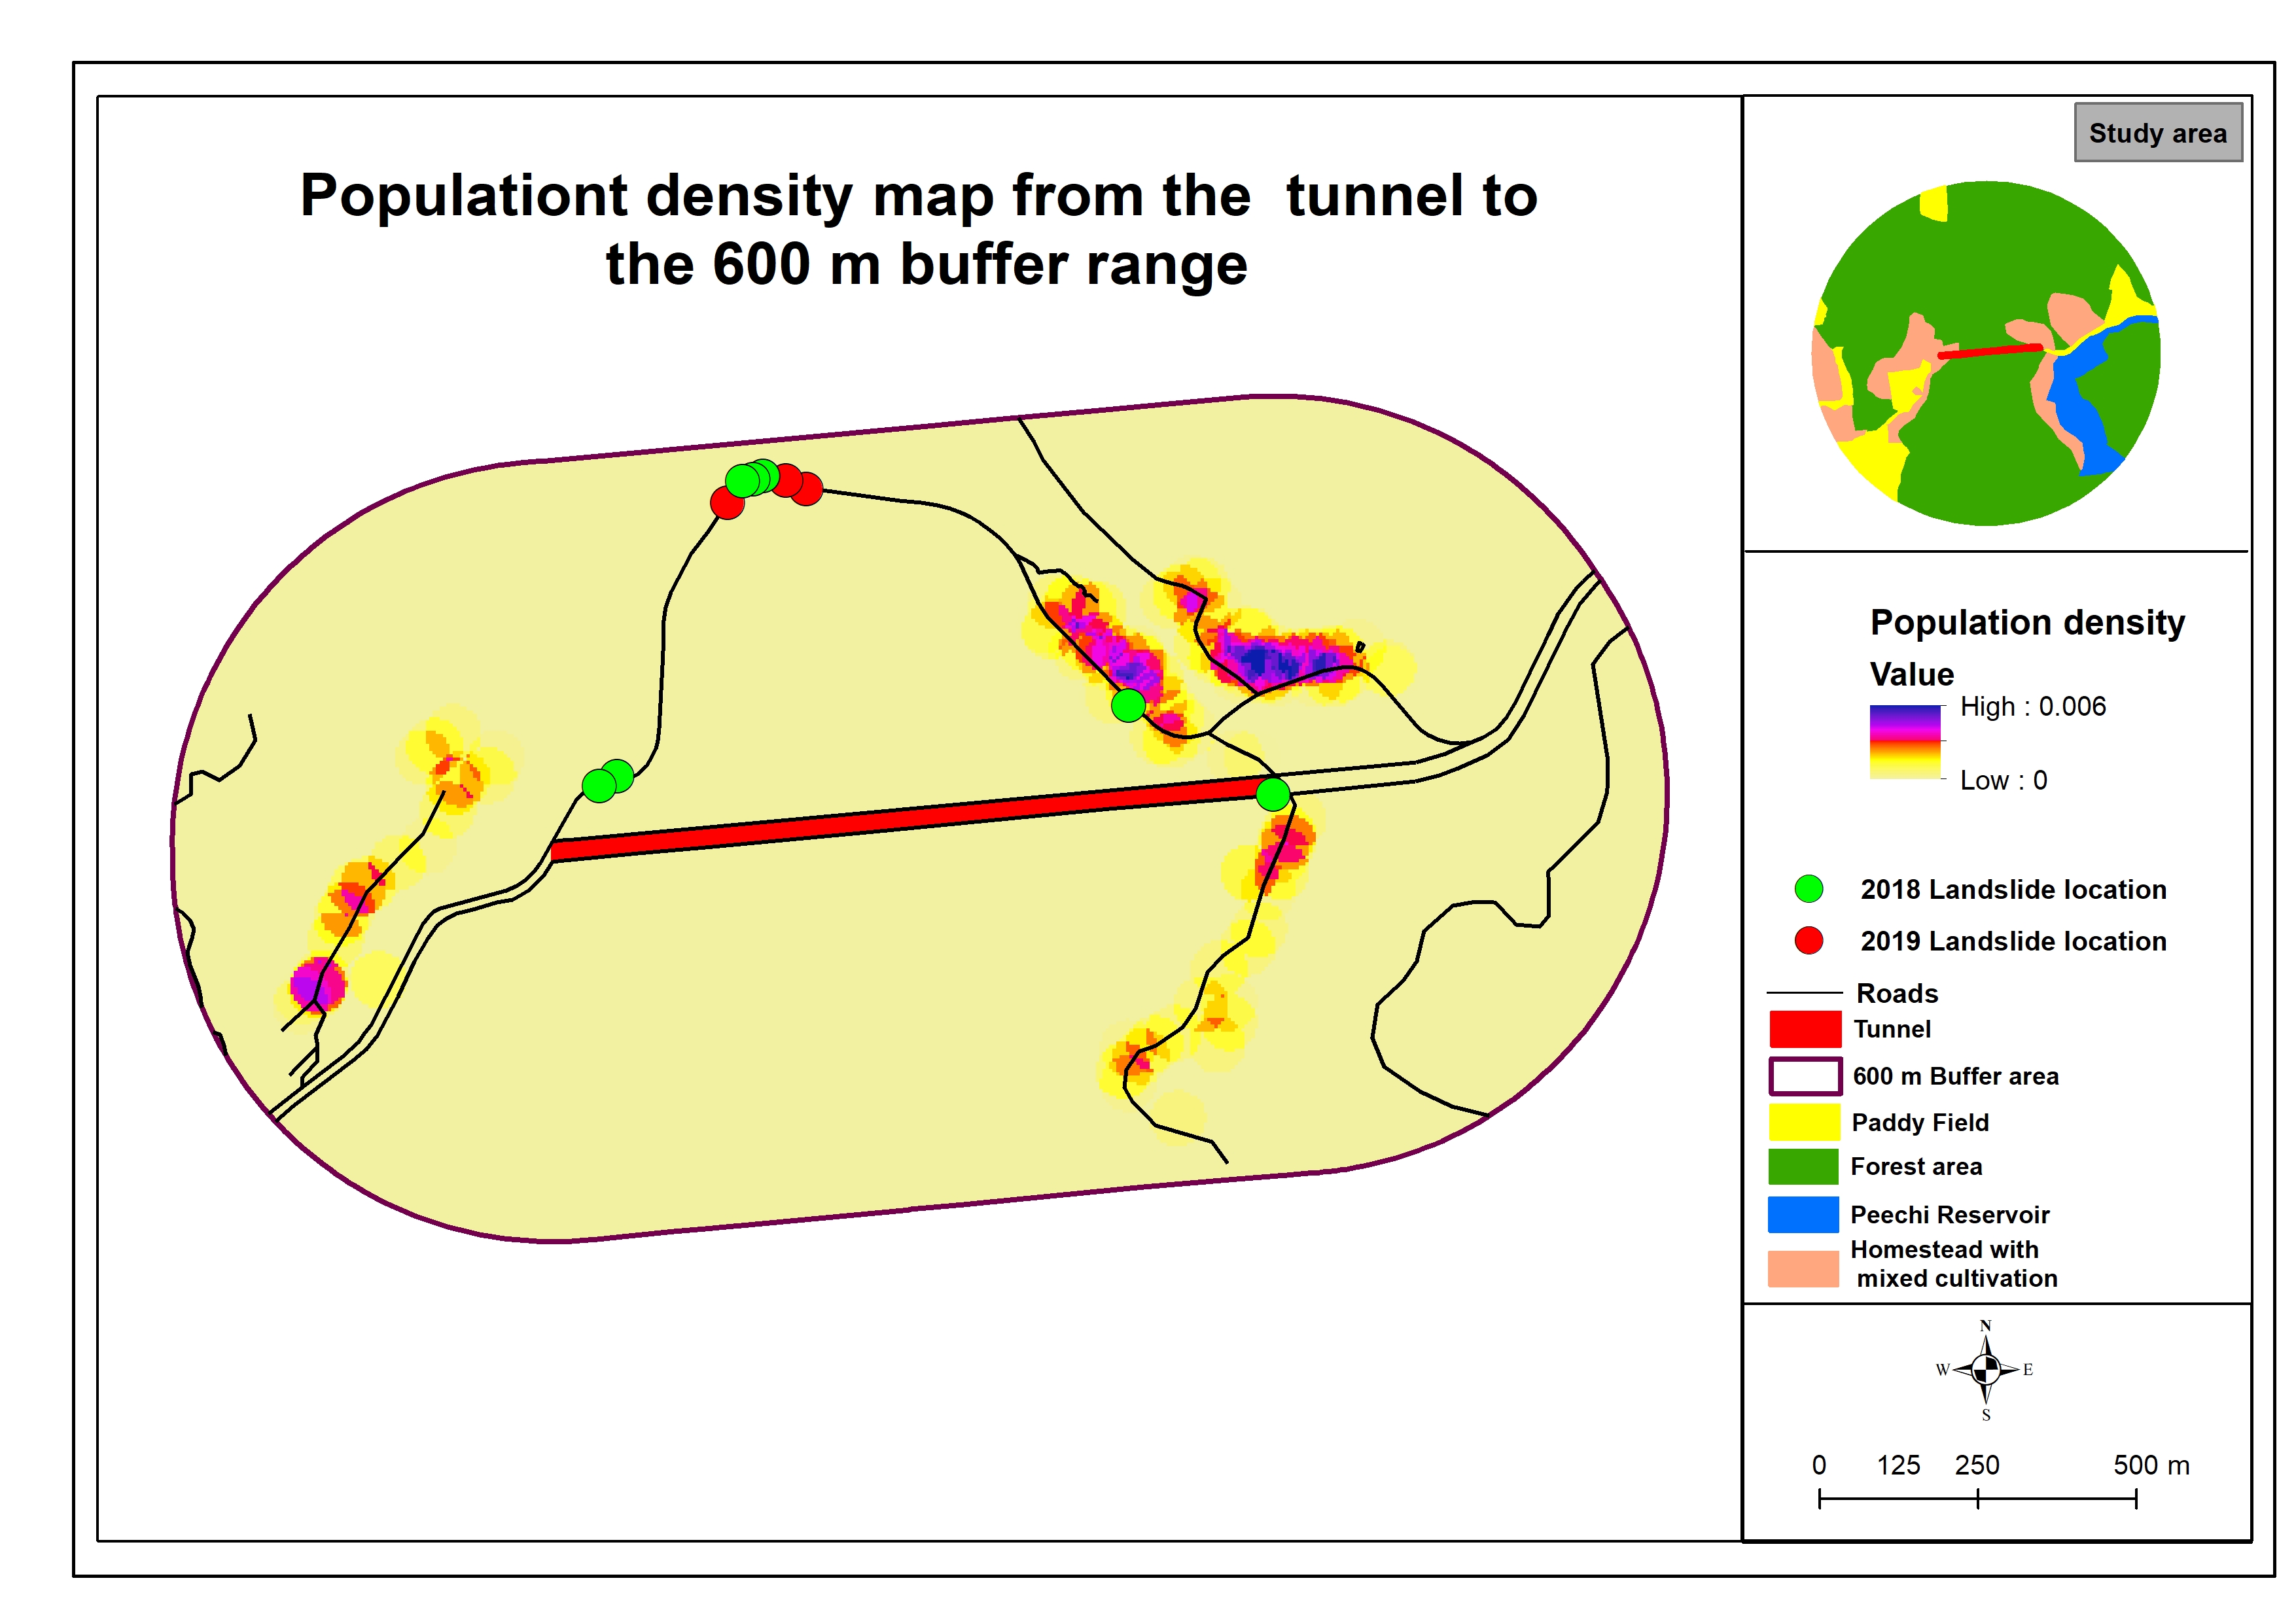 Populationt density map from the  tunnel to
the 600 m buffer range
Study area
Population density
Value
High : 0.006
Low : 0
2018 Landslide location
2019 Landslide location
Roads
Tunnel
600 m Buffer area
Paddy Field
Forest area
Peechi Reservoir
Homestead with
mixed cultivation
N
W E
S
0 125 250 500 m